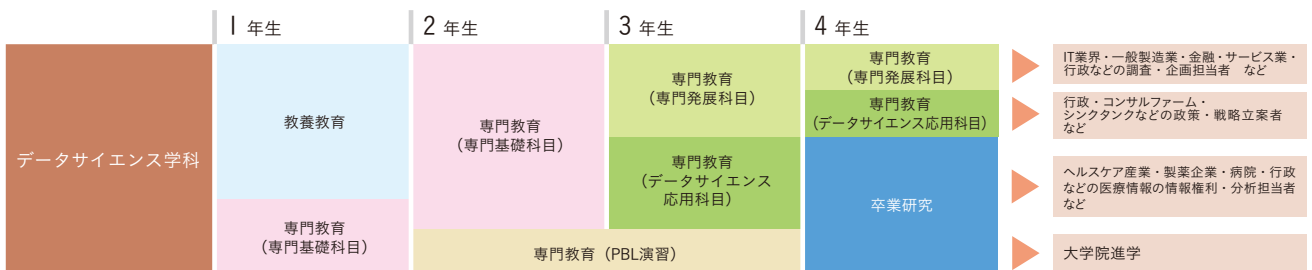 1 年生
2 年生
3 年生
4 年生
データサイエンス学科
教養教育
専門教育
(専門基礎科目)
専門教育
(専門基礎科目)
専門教育
(専門発展科目)
専門教育
(データサイエンス
応用科目)
専門教育(PBL演習)
専門教育
(専門発展科目)
専門教育
(データサイエンス応用科目)
卒業研究
IT業界・一般製造業・金融・サービス業・
行政などの調査・企画担当者 など
行政・コンサルファーム・
シンクタンクなどの政策・戦略立案者
など
ヘルスケア産業・製薬企業・病院・行政
などの医療情報の情報権利・分析担当者
など
大学院進学